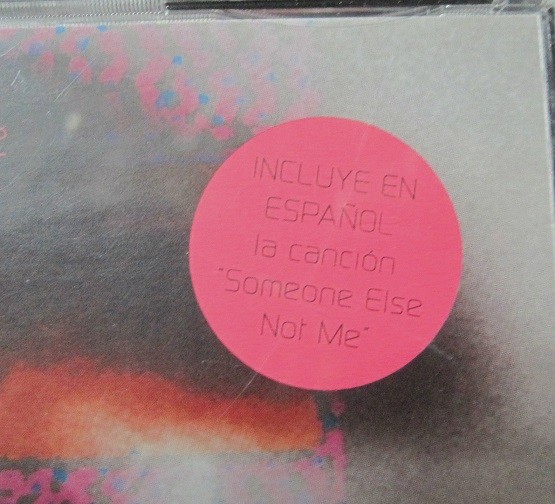 INCLUYE EN
ESPAÑOL
la canción
"Someone Else
Not Me"